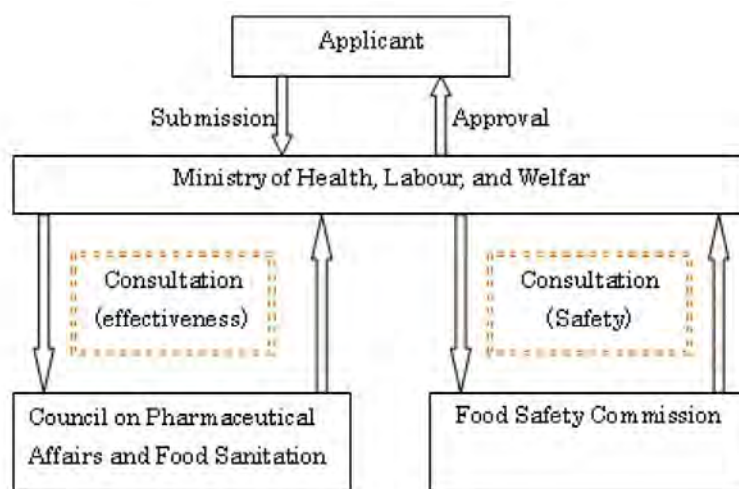 Applicant
Submission
Approval
Ministry of Health, Labour, and Welfar
Consultation
(effectiveness)
Consultation
(Safety)
Council on Pharmaceutical
Affairs and Food Sanitation
Food Safety Commission